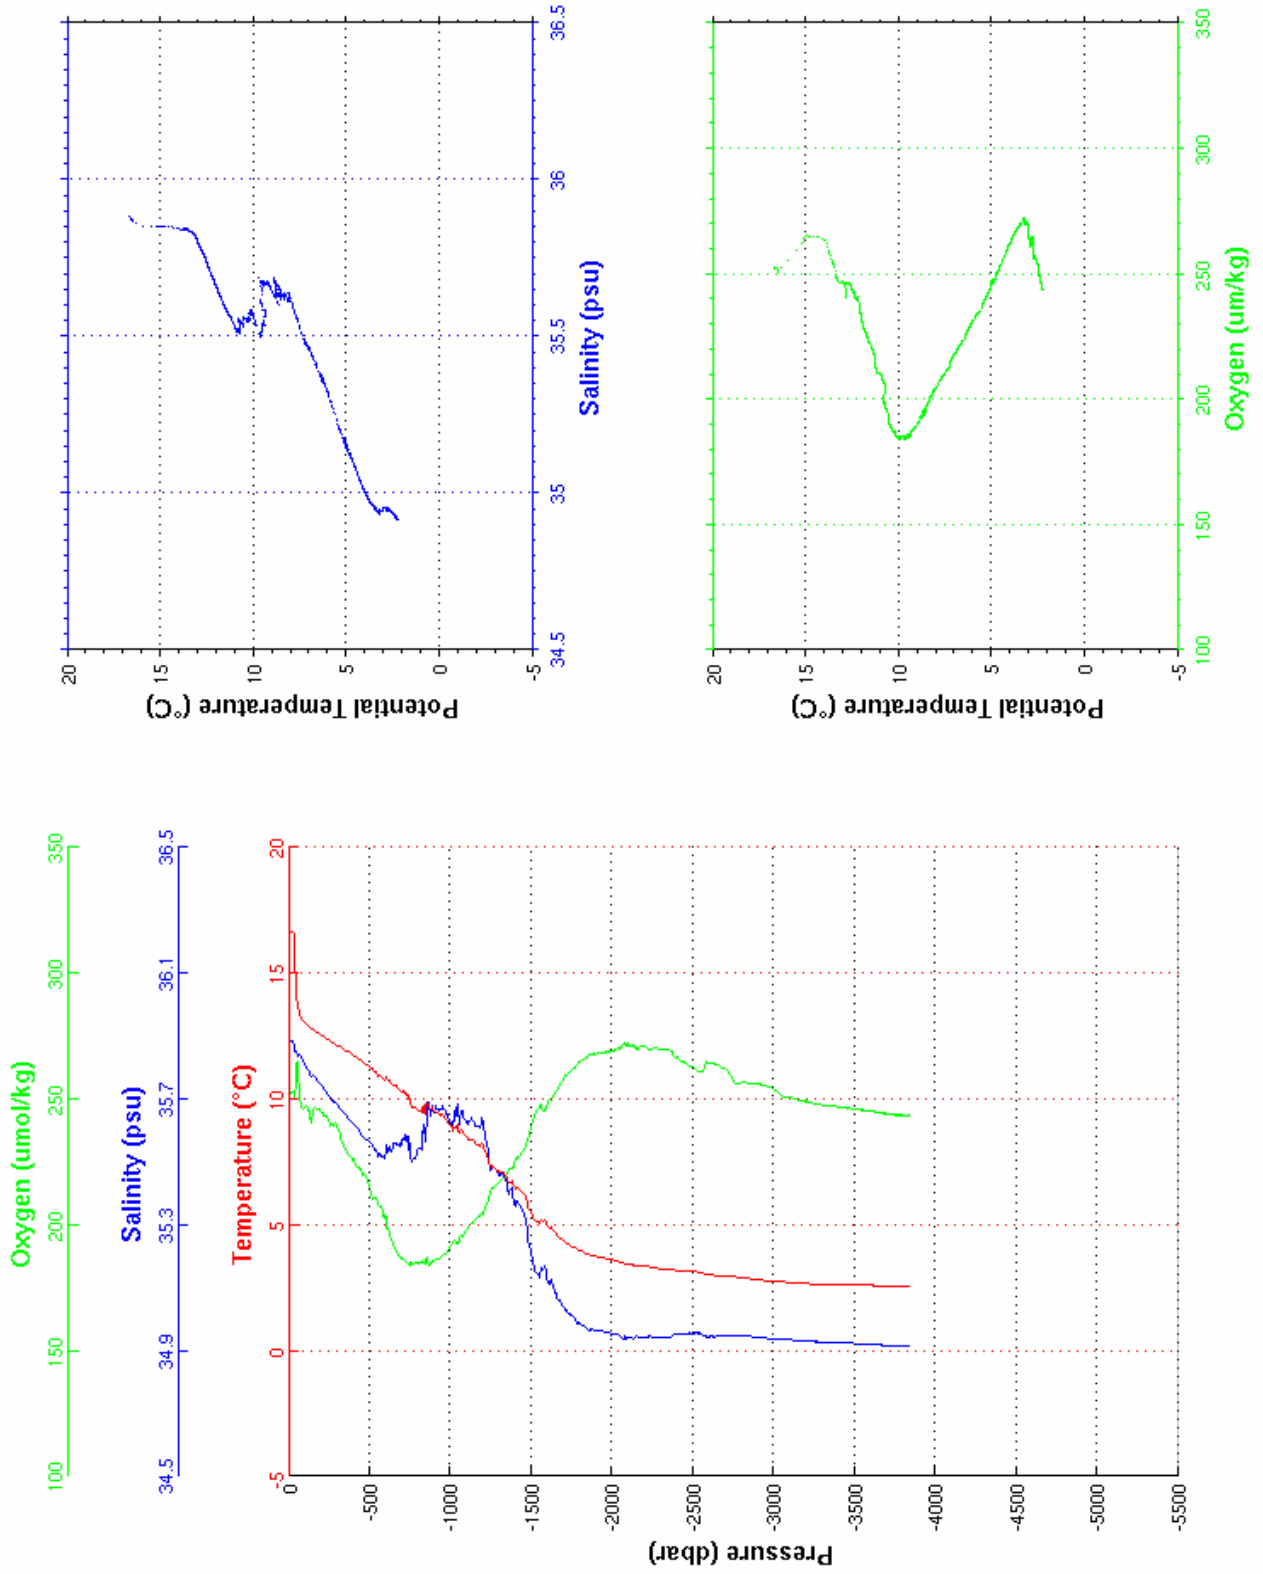 Oxygen (umol/kg)
100 150 200 250 300 350
Salinity (psu)
34.5 34.9 35.3 35.7 36.1 36.5
Temperature (°C)
-5 0 5 10 15 20
0
-500
-1000
-1500
-2000
-2500
-3000
-3500
-4000
-4500
-5000
-5500
Pressure (dbar)
20
15
10
5
0
-5
Potential Temperature (°C)
34.5 35 35.5 36 36.5
Salinity (psu)
20
15
10
5
0
-5
Potential Temperature (°C)
100 150 200 250 300 350
Oxygen (um/kg)